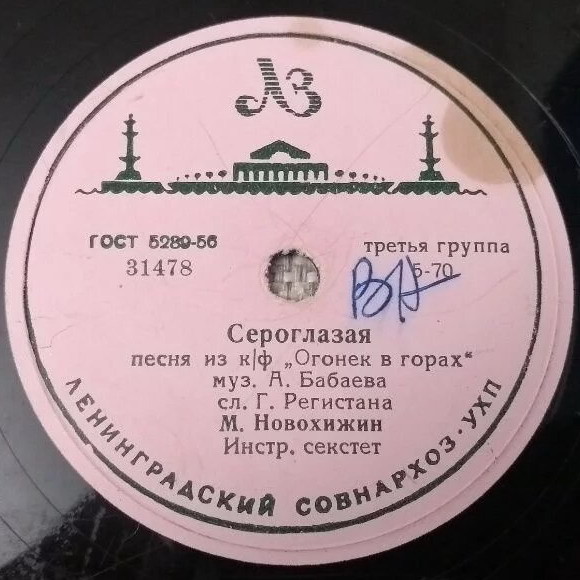 ЛЗ
ГОСТ 5289-56
31478
третья группа
5-70
ВН
Сероглазая
песня из к/ф „Огонек в горах"
муз. А. Бабаева
сл. Г. Регистана
М. Новохижин
Инстр. секстет
ЛЕНИНГРАДСКИЙ СОВНАРХОЗ·УХП